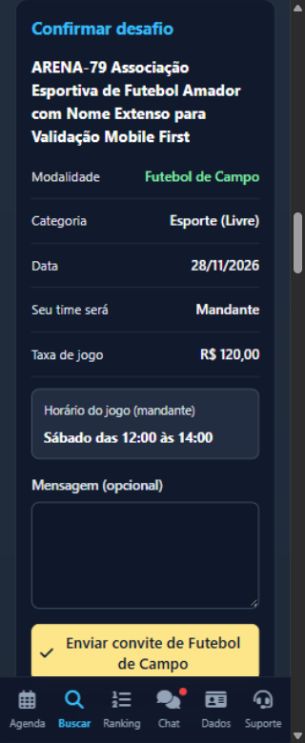 Confirmar desafio
ARENA-79 Associação
Esportiva de Futebol Amador
com Nome Extenso para
Validação Mobile First
Modalidade Futebol de Campo
Categoria Esporte (Livre)
Data 28/11/2026
Seu time será Mandante
Taxa de jogo R$ 120,00
Horário do jogo (mandante)
Sábado das 12:00 às 14:00
Mensagem (opcional)
Enviar convite de Futebol
de Campo
Agenda Buscar Ranking Chat Dados Suporte